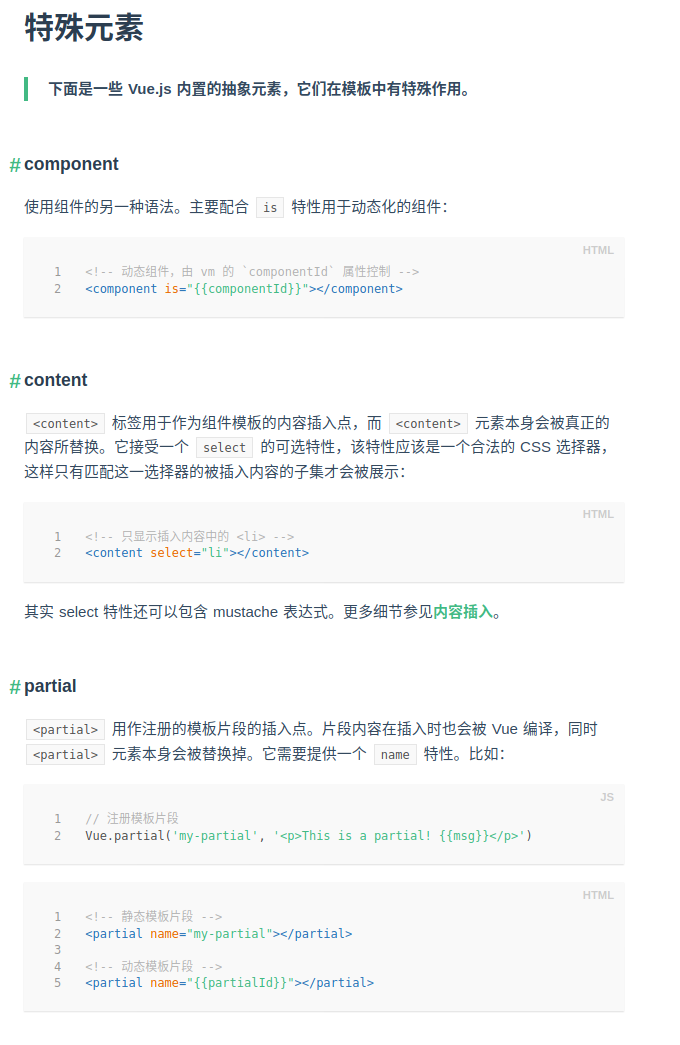 特殊元素
下面是一些 Vue.js 内置的抽象元素，它们在模板中有特殊作用。
#component
使用组件的另一种语法。主要配合 is 特性用于动态化的组件：
HTML
1 <!-- 动态组件，由 vm 的 `componentId` 属性控制 -->
2 <component is="{{componentId}}"></component>
#content
<content> 标签用于作为组件模板的内容插入点，而 <content> 元素本身会被真正的
内容所替换。它接受一个 select 的可选特性，该特性应该是一个合法的 CSS 选择器，
这样只有匹配这一选择器的被插入内容的子集才会被展示：
HTML
1 <!-- 只显示插入内容中的 <li> -->
2 <content select="li"></content>
其实 select 特性还可以包含 mustache 表达式。更多细节参见内容插入。
#partial
<partial> 用作注册的模板片段的插入点。片段内容在插入时也会被 Vue 编译，同时
<partial> 元素本身会被替换掉。它需要提供一个 name 特性。比如：
JS
1 // 注册模板片段
2 Vue.partial('my-partial', '<p>This is a partial! {{msg}}</p>')
HTML
1 <!-- 静态模板片段 -->
2 <partial name="my-partial"></partial>
3
4 <!-- 动态模板片段 -->
5 <partial name="{{partialId}}"></partial>